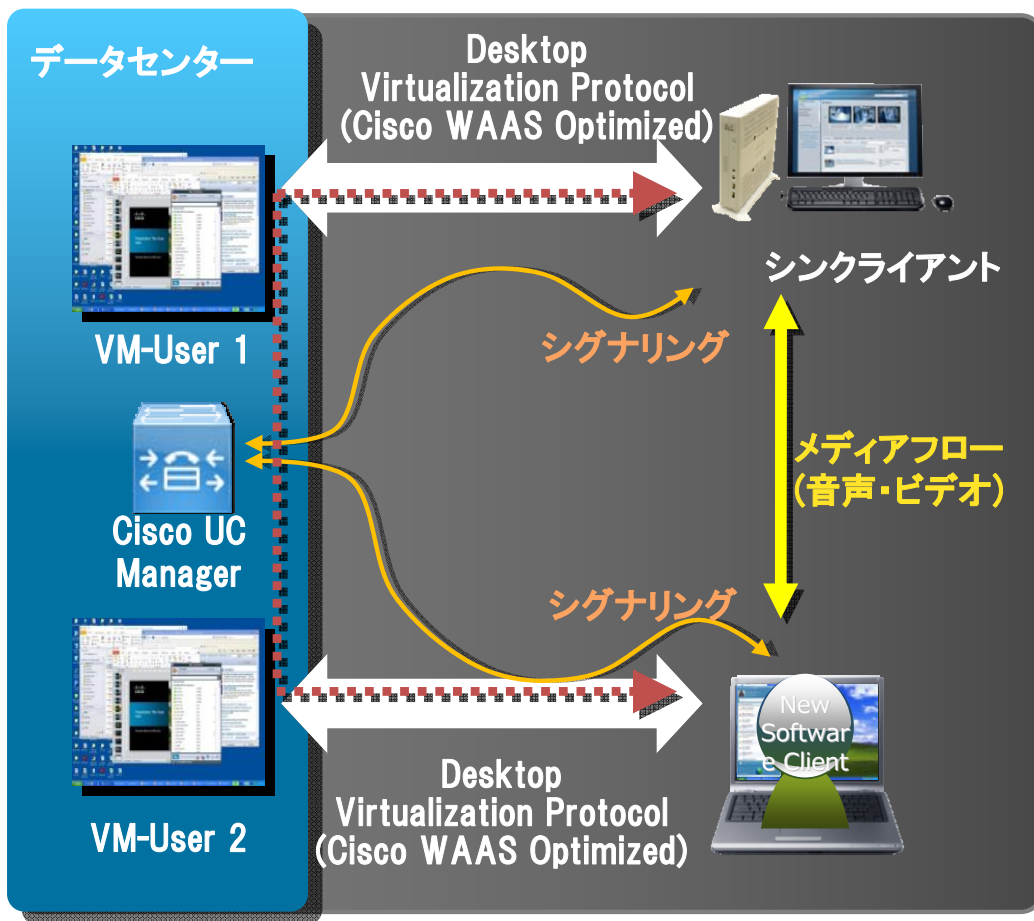 データセンター
Desktop
Virtualization Protocol
(Cisco WAAS Optimized)
シンクライアント
VM-User 1
シグナリング
メディアフロー
(音声・ビデオ)
Cisco UC
Manager
シグナリング
New
Softwar
e Client
Desktop
Virtualization Protocol
(Cisco WAAS Optimized)
VM-User 2